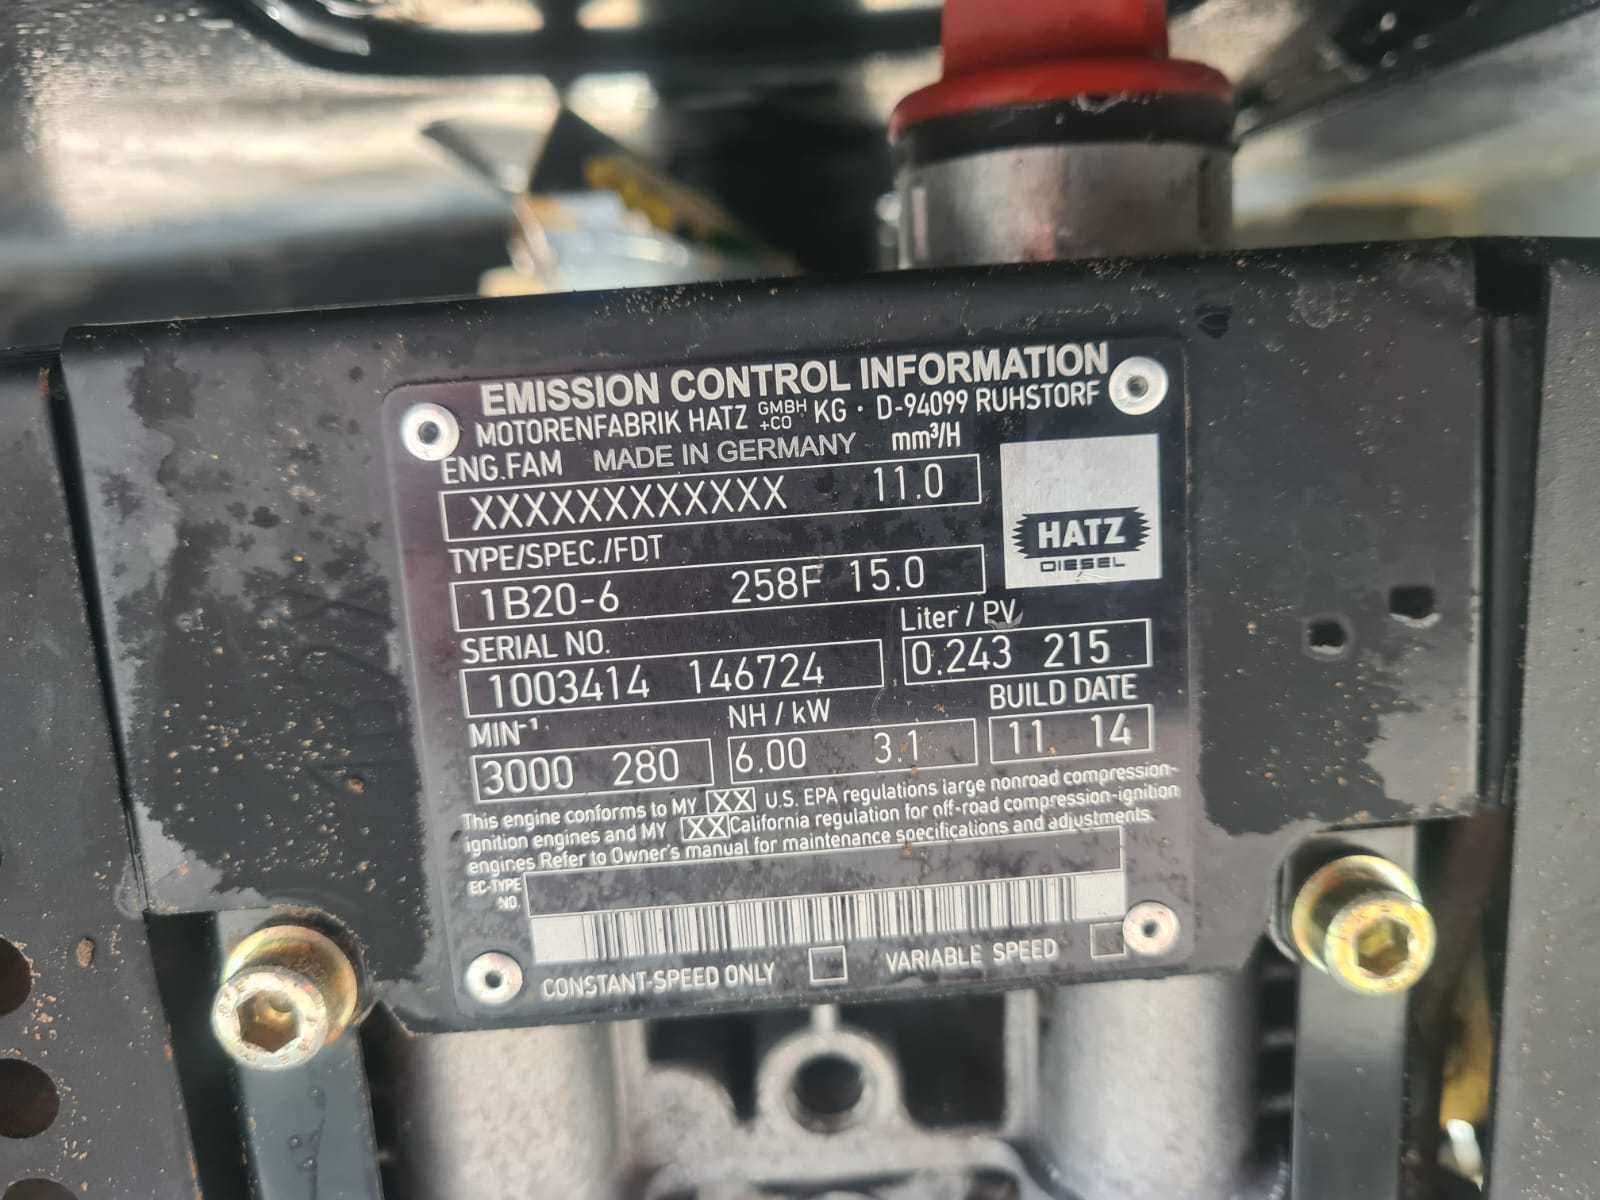 EMISSION CONTROL INFORMATION
MOTORENFABRIK HATZ GMBH +CO KG · D-94099 RUHSTORF
ENG.FAM MADE IN GERMANY mm³/H
XXXXXXXXXXXX 11.0
HATZ
DIESEL
TYPE/SPEC./FDT
1B20-6 258F 15.0
SERIAL NO. Liter / PV
1003414 146724 0.243 215
MIN⁻¹ NH / kW BUILD DATE
3000 280 6.00 3.1 11 14
This engine conforms to MY XX U.S. EPA regulations large nonroad compression-
ignition engines and MY XX California regulation for off-road compression-ignition
engines Refer to Owner's manual for maintenance specifications and adjustments.
EC-TYPE
NO.
CONSTANT-SPEED ONLY VARIABLE SPEED